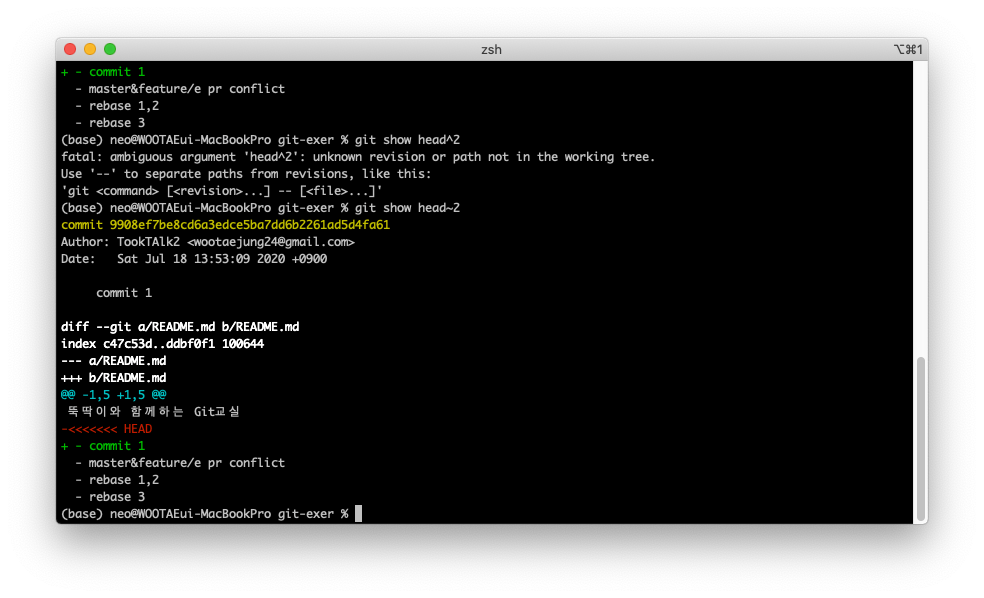 zsh
⌥⌘1
+ - commit 1
  - master&feature/e pr conflict
  - rebase 1,2
  - rebase 3
(base) neo@WOOTAEui-MacBookPro git-exer % git show head^2
fatal: ambiguous argument 'head^2': unknown revision or path not in the working tree.
Use '--' to separate paths from revisions, like this:
'git <command> [<revision>...] -- [<file>...]'
(base) neo@WOOTAEui-MacBookPro git-exer % git show head~2
commit 9908ef7be8cd6a3edce5ba7dd6b2261ad5d4fa61
Author: TookTAlk2 <wootaejung24@gmail.com>
Date:   Sat Jul 18 13:53:09 2020 +0900
     commit 1
diff --git a/README.md b/README.md
index c47c53d..ddbf0f1 100644
--- a/README.md
+++ b/README.md
@@ -1,5 +1,5 @@
 뚝딱이와 함께하는 Git교실
-<<<<<<< HEAD
+ - commit 1
  - master&feature/e pr conflict
  - rebase 1,2
  - rebase 3
(base) neo@WOOTAEui-MacBookPro git-exer %